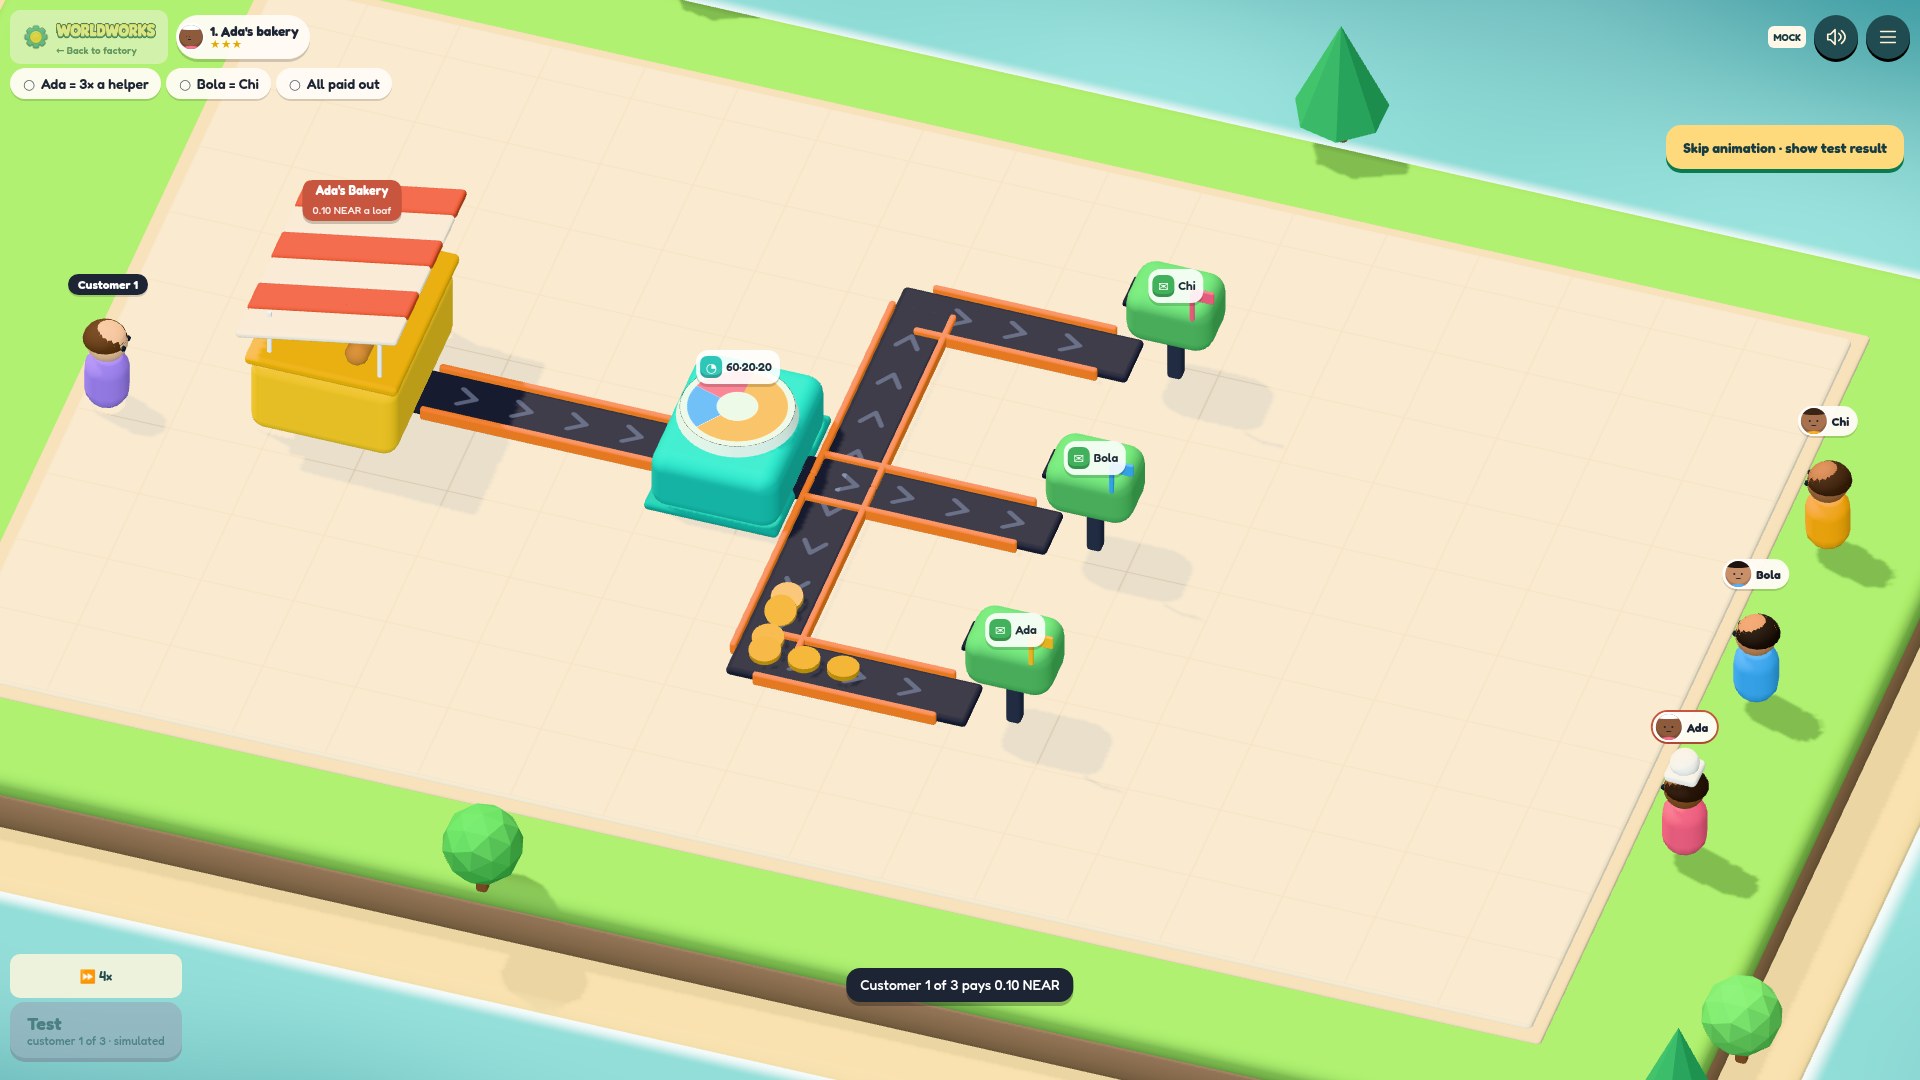 WORLDWORKS
← Back to factory
1. Ada's bakery
★★★
Ada = 3x a helper
Bola = Chi
All paid out
MOCK
Skip animation · show test result
Ada's Bakery
0.10 NEAR a loaf
Customer 1
60·20·20
Chi
Bola
Ada
Chi
Bola
Ada
4x
Test
customer 1 of 3 · simulated
Customer 1 of 3 pays 0.10 NEAR